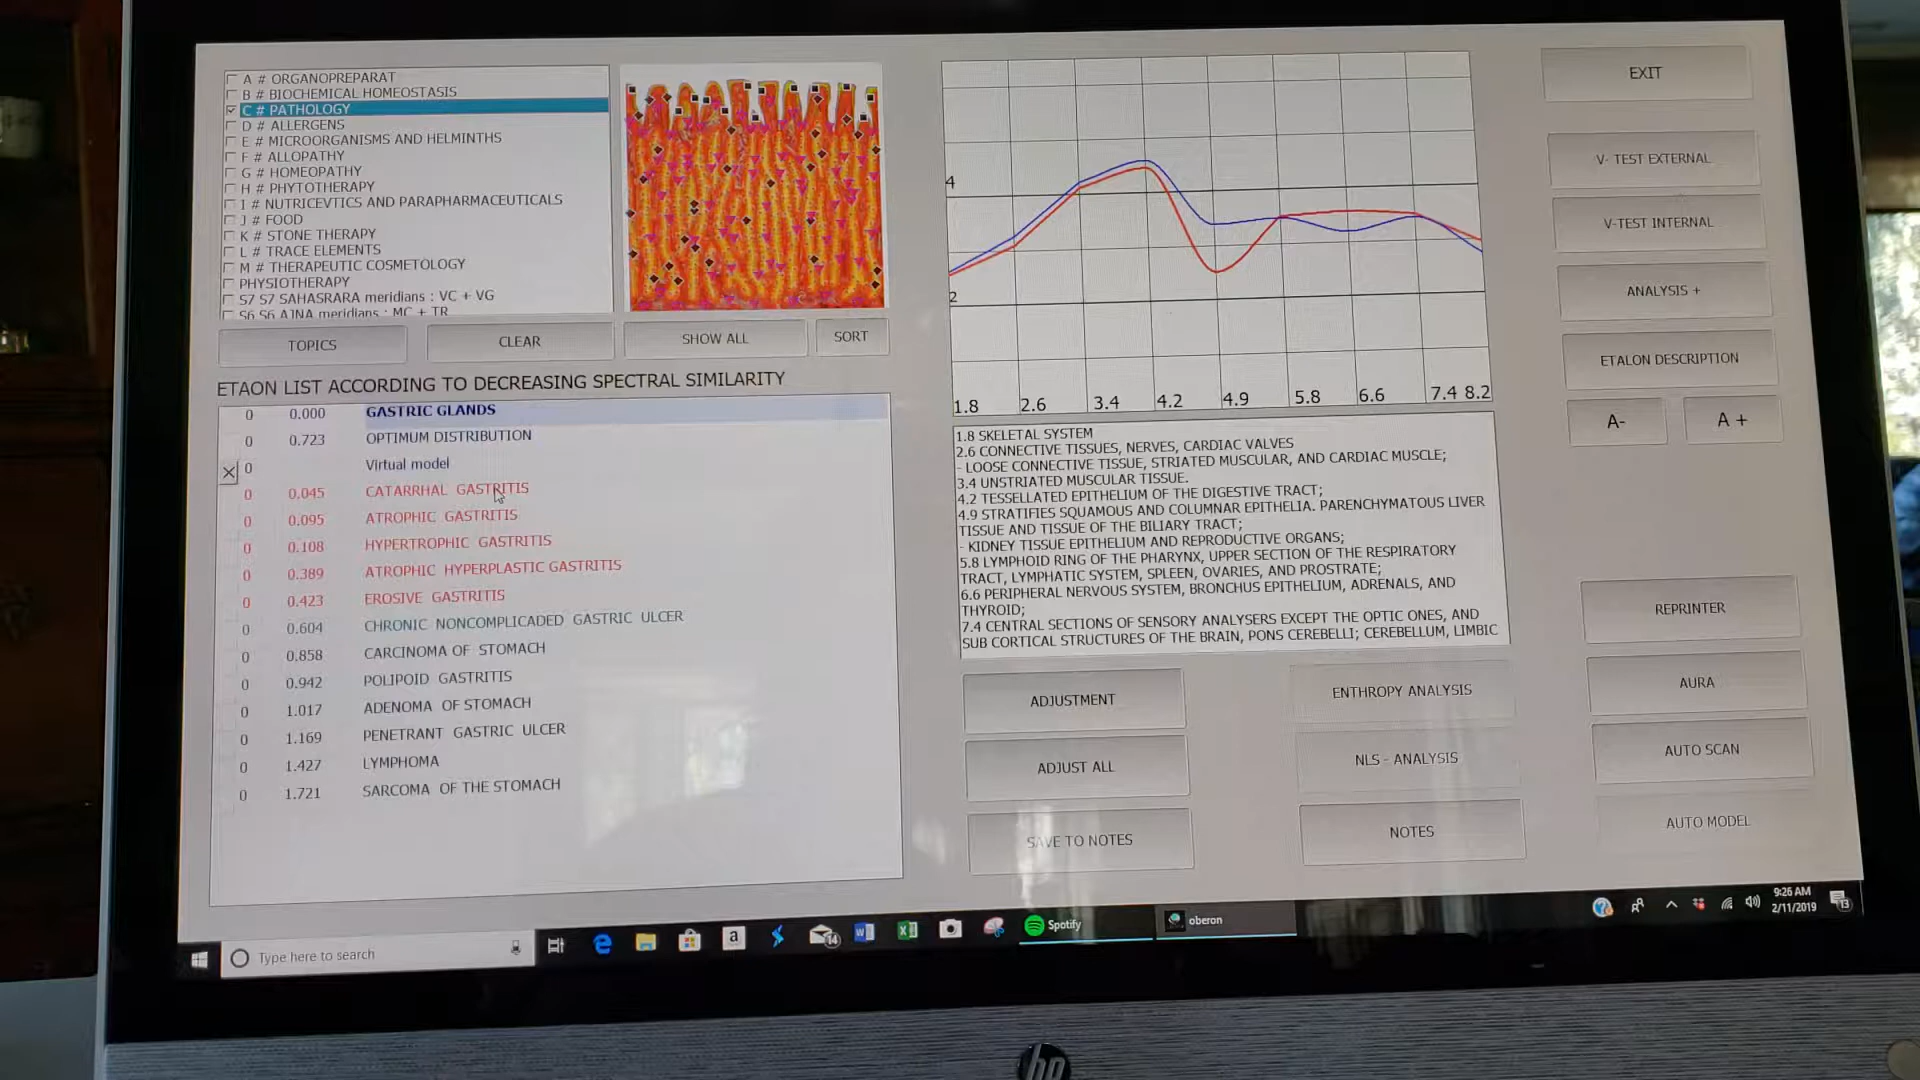 A # ORGANOPREPARAT
B # BIOCHEMICAL HOMEOSTASIS
C # PATHOLOGY
D # ALLERGENS
E # MICROORGANISMS AND HELMINTHS
F # ALLOPATHY
G # HOMEOPATHY
H # PHYTOTHERAPY
I # NUTRICEVTICS AND PARAPHARMACEUTICALS
J # FOOD
K # STONE THERAPY
L # TRACE ELEMENTS
M # THERAPEUTIC COSMETOLOGY
PHYSIOTHERAPY
S7 S7 SAHASRARA meridians : VC + VG
S6 S6 AJNA meridians : MC + TR
TOPICS
CLEAR
SHOW ALL
SORT
ETAON LIST ACCORDING TO DECREASING SPECTRAL SIMILARITY
0 0.000 GASTRIC GLANDS
0 0.723 OPTIMUM DISTRIBUTION
0 Virtual model
0 0.045 CATARRHAL GASTRITIS
0 0.095 ATROPHIC GASTRITIS
0 0.108 HYPERTROPHIC GASTRITIS
0 0.389 ATROPHIC HYPERPLASTIC GASTRITIS
0 0.423 EROSIVE GASTRITIS
0 0.604 CHRONIC NONCOMPLICADED GASTRIC ULCER
0 0.858 CARCINOMA OF STOMACH
0 0.942 POLIPOID GASTRITIS
0 1.017 ADENOMA OF STOMACH
0 1.169 PENETRANT GASTRIC ULCER
0 1.427 LYMPHOMA
0 1.721 SARCOMA OF THE STOMACH
4
2
1.8 2.6 3.4 4.2 4.9 5.8 6.6 7.4 8.2
1.8 SKELETAL SYSTEM
2.6 CONNECTIVE TISSUES, NERVES, CARDIAC VALVES
- LOOSE CONNECTIVE TISSUE, STRIATED MUSCULAR, AND CARDIAC MUSCLE;
3.4 UNSTRIATED MUSCULAR TISSUE.
4.2 TESSELLATED EPITHELIUM OF THE DIGESTIVE TRACT;
4.9 STRATIFIES SQUAMOUS AND COLUMNAR EPITHELIA. PARENCHYMATOUS LIVER
TISSUE AND TISSUE OF THE BILIARY TRACT;
- KIDNEY TISSUE EPITHELIUM AND REPRODUCTIVE ORGANS;
5.8 LYMPHOID RING OF THE PHARYNX, UPPER SECTION OF THE RESPIRATORY
TRACT, LYMPHATIC SYSTEM, SPLEEN, OVARIES, AND PROSTRATE;
6.6 PERIPHERAL NERVOUS SYSTEM, BRONCHUS EPITHELIUM, ADRENALS, AND
THYROID;
7.4 CENTRAL SECTIONS OF SENSORY ANALYSERS EXCEPT THE OPTIC ONES, AND
SUB CORTICAL STRUCTURES OF THE BRAIN, PONS CEREBELLI; CEREBELLUM, LIMBIC
ADJUSTMENT
ADJUST ALL
SAVE TO NOTES
ENTHROPY ANALYSIS
NLS - ANALYSIS
NOTES
EXIT
V- TEST EXTERNAL
V-TEST INTERNAL
ANALYSIS +
ETALON DESCRIPTION
A-
A +
REPRINTER
AURA
AUTO SCAN
AUTO MODEL
Type here to search
a
14
Spotify
oberon
9:26 AM
2/11/2019
13
hp